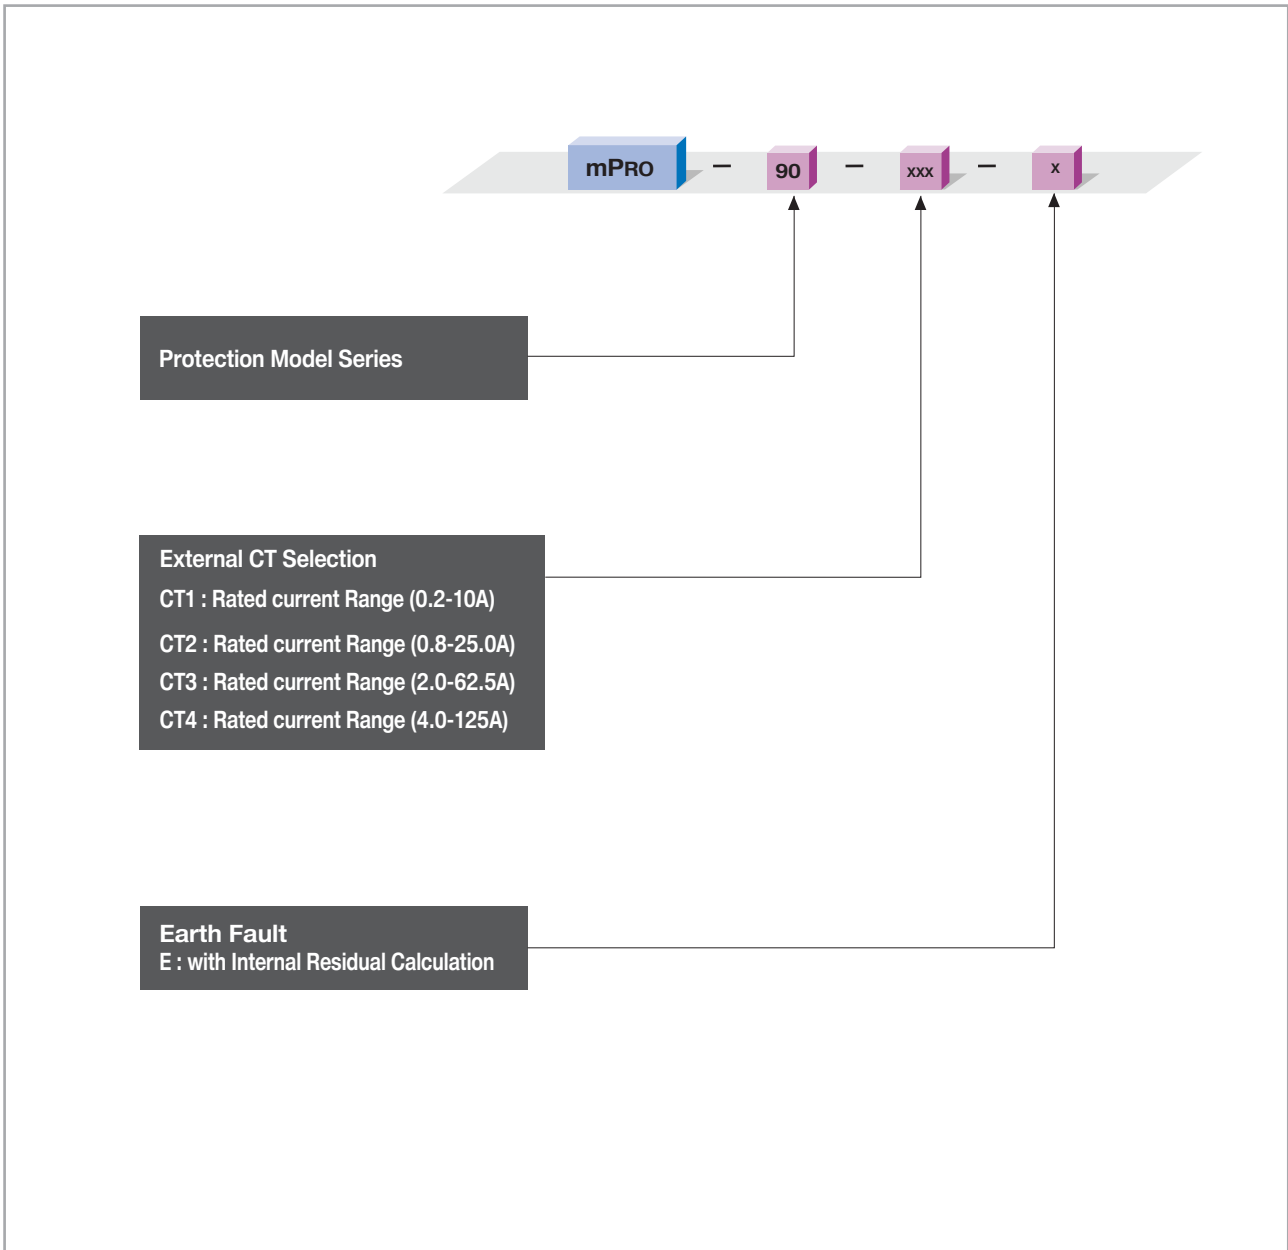 mPRO – 90 – xxx – x
Protection Model Series
External CT Selection
CT1 : Rated current Range (0.2-10A)
CT2 : Rated current Range (0.8-25.0A)
CT3 : Rated current Range (2.0-62.5A)
CT4 : Rated current Range (4.0-125A)
Earth Fault
E : with Internal Residual Calculation